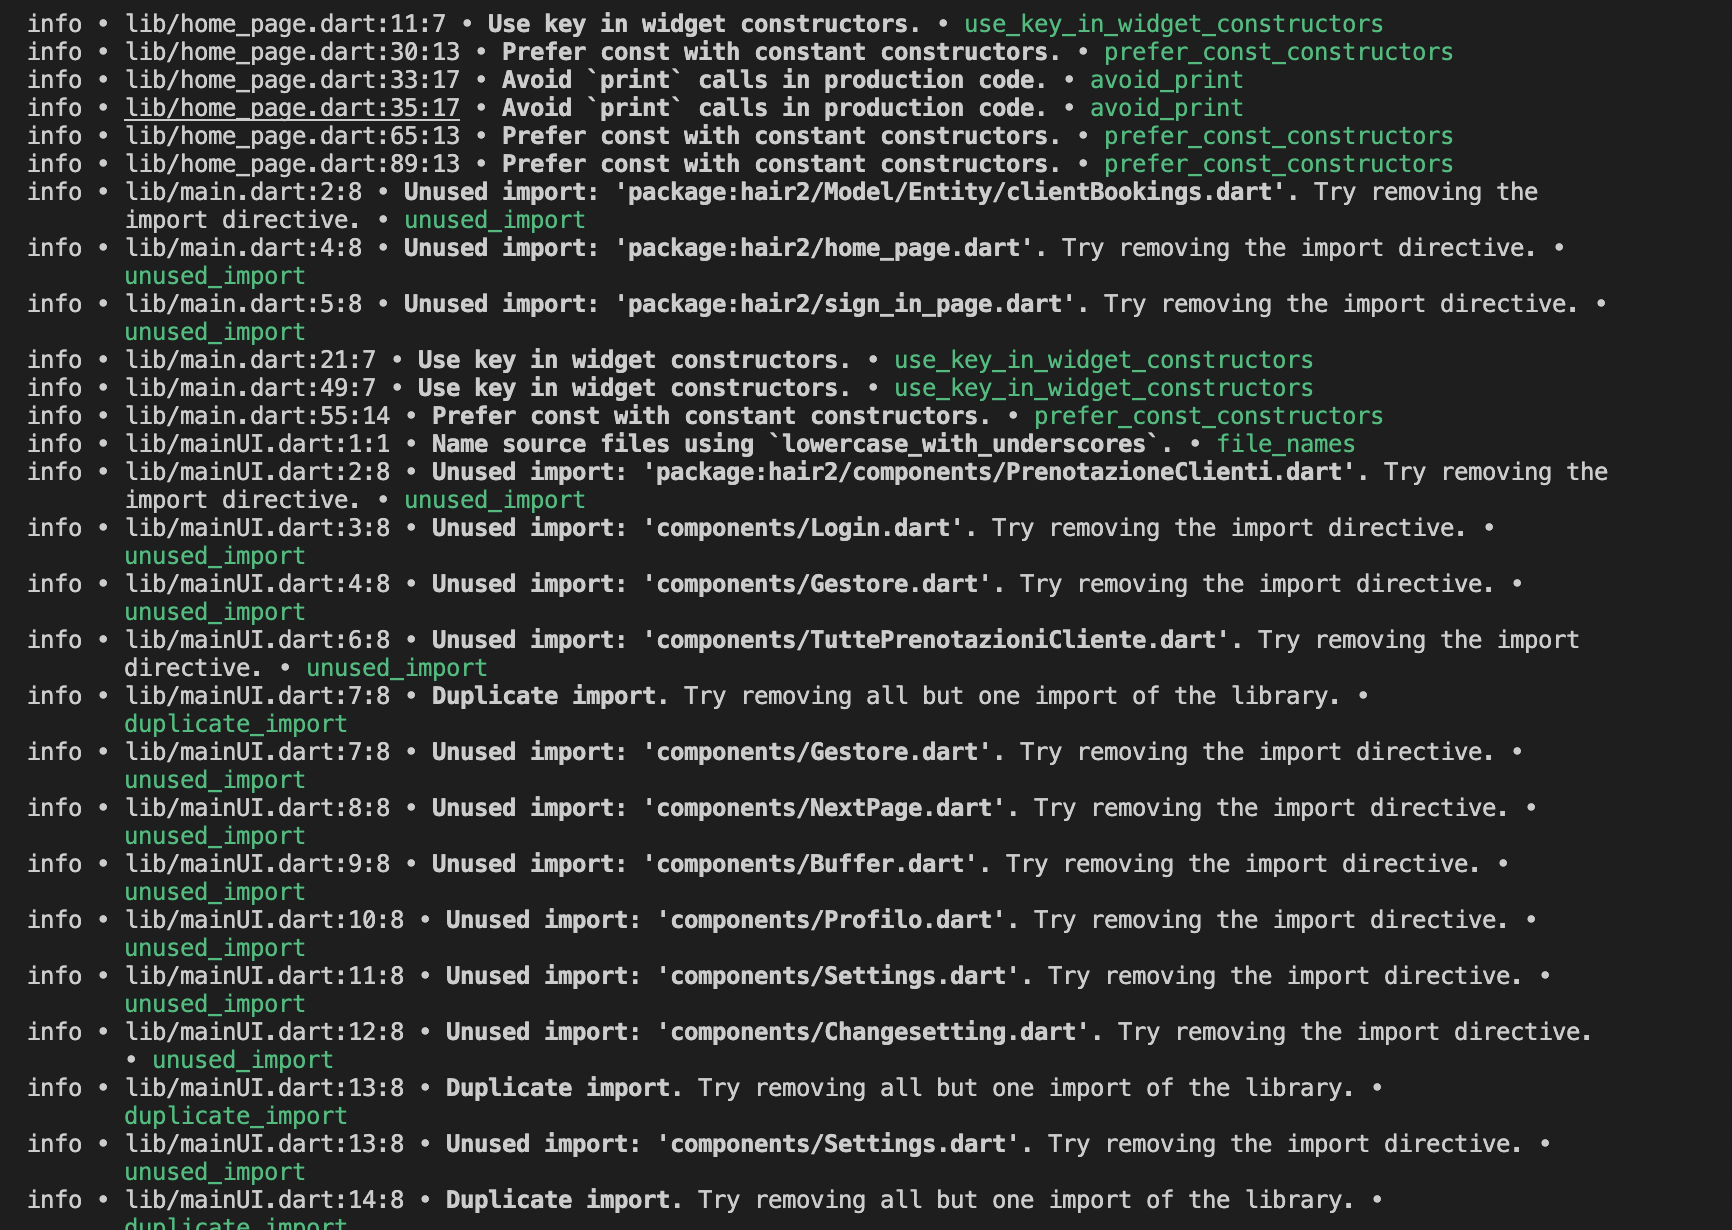 info • lib/home_page.dart:11:7 • Use key in widget constructors. • use_key_in_widget_constructors
info • lib/home_page.dart:30:13 • Prefer const with constant constructors. • prefer_const_constructors
info • lib/home_page.dart:33:17 • Avoid `print` calls in production code. • avoid_print
info • lib/home_page.dart:35:17 • Avoid `print` calls in production code. • avoid_print
info • lib/home_page.dart:65:13 • Prefer const with constant constructors. • prefer_const_constructors
info • lib/home_page.dart:89:13 • Prefer const with constant constructors. • prefer_const_constructors
info • lib/main.dart:2:8 • Unused import: 'package:hair2/Model/Entity/clientBookings.dart'. Try removing the
import directive. • unused_import
info • lib/main.dart:4:8 • Unused import: 'package:hair2/home_page.dart'. Try removing the import directive. •
unused_import
info • lib/main.dart:5:8 • Unused import: 'package:hair2/sign_in_page.dart'. Try removing the import directive. •
unused_import
info • lib/main.dart:21:7 • Use key in widget constructors. • use_key_in_widget_constructors
info • lib/main.dart:49:7 • Use key in widget constructors. • use_key_in_widget_constructors
info • lib/main.dart:55:14 • Prefer const with constant constructors. • prefer_const_constructors
info • lib/mainUI.dart:1:1 • Name source files using `lowercase_with_underscores`. • file_names
info • lib/mainUI.dart:2:8 • Unused import: 'package:hair2/components/PrenotazioneClienti.dart'. Try removing the
import directive. • unused_import
info • lib/mainUI.dart:3:8 • Unused import: 'components/Login.dart'. Try removing the import directive. •
unused_import
info • lib/mainUI.dart:4:8 • Unused import: 'components/Gestore.dart'. Try removing the import directive. •
unused_import
info • lib/mainUI.dart:6:8 • Unused import: 'components/TuttePrenotazioniCliente.dart'. Try removing the import
directive. • unused_import
info • lib/mainUI.dart:7:8 • Duplicate import. Try removing all but one import of the library. •
duplicate_import
info • lib/mainUI.dart:7:8 • Unused import: 'components/Gestore.dart'. Try removing the import directive. •
unused_import
info • lib/mainUI.dart:8:8 • Unused import: 'components/NextPage.dart'. Try removing the import directive. •
unused_import
info • lib/mainUI.dart:9:8 • Unused import: 'components/Buffer.dart'. Try removing the import directive. •
unused_import
info • lib/mainUI.dart:10:8 • Unused import: 'components/Profilo.dart'. Try removing the import directive. •
unused_import
info • lib/mainUI.dart:11:8 • Unused import: 'components/Settings.dart'. Try removing the import directive. •
unused_import
info • lib/mainUI.dart:12:8 • Unused import: 'components/Changesetting.dart'. Try removing the import directive.
• unused_import
info • lib/mainUI.dart:13:8 • Duplicate import. Try removing all but one import of the library. •
duplicate_import
info • lib/mainUI.dart:13:8 • Unused import: 'components/Settings.dart'. Try removing the import directive. •
unused_import
info • lib/mainUI.dart:14:8 • Duplicate import. Try removing all but one import of the library. •
duplicate_import